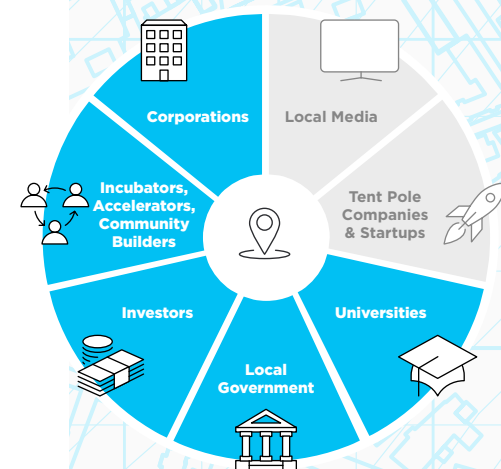 Corporations
Local Media
Incubators,
Accelerators,
Community
Builders
Tent Pole
Companies
& Startups
Investors
Universities
Local
Government